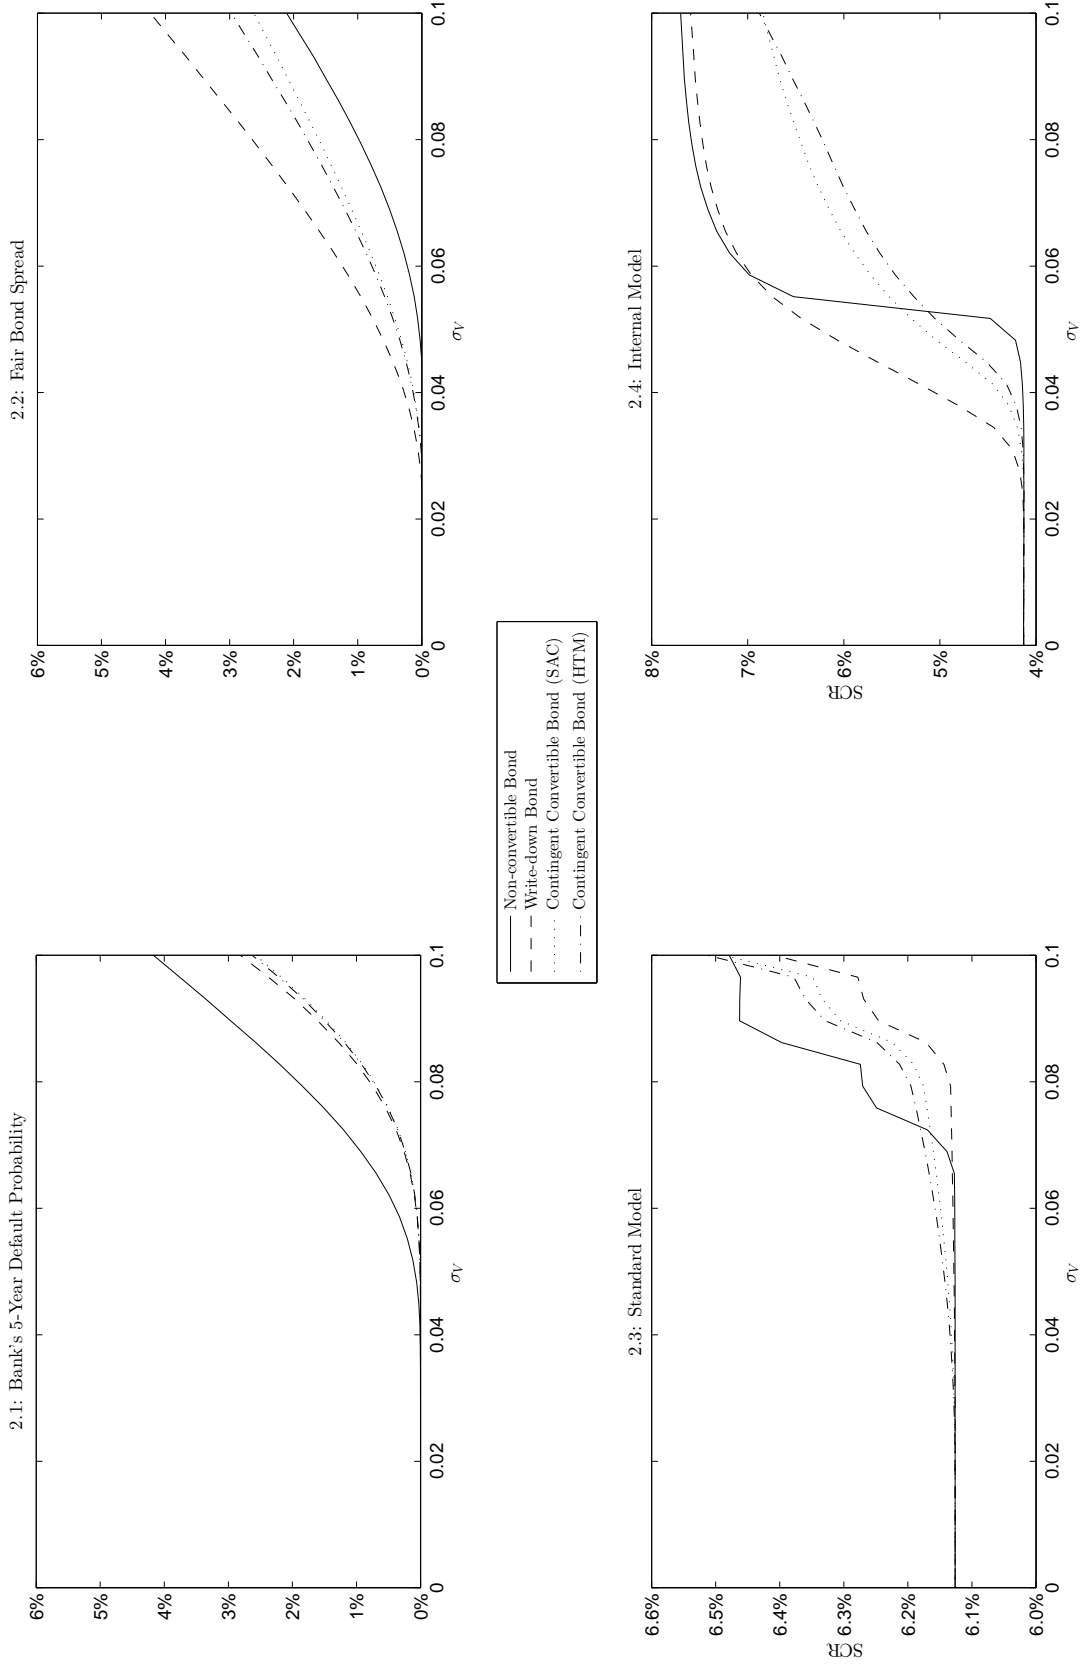 2.1: Bank's 5-Year Default Probability
6%
5%
4%
3%
2%
1%
0%
0 0.02 0.04 0.06 0.08 0.1
σV
2.2: Fair Bond Spread
6%
5%
4%
3%
2%
1%
0%
0 0.02 0.04 0.06 0.08 0.1
σV
Non-convertible Bond
Write-down Bond
Contingent Convertible Bond (SAC)
Contingent Convertible Bond (HTM)
2.3: Standard Model
SCR
6.6%
6.5%
6.4%
6.3%
6.2%
6.1%
6.0%
0 0.02 0.04 0.06 0.08 0.1
σV
2.4: Internal Model
SCR
8%
7%
6%
5%
4%
0 0.02 0.04 0.06 0.08 0.1
σV